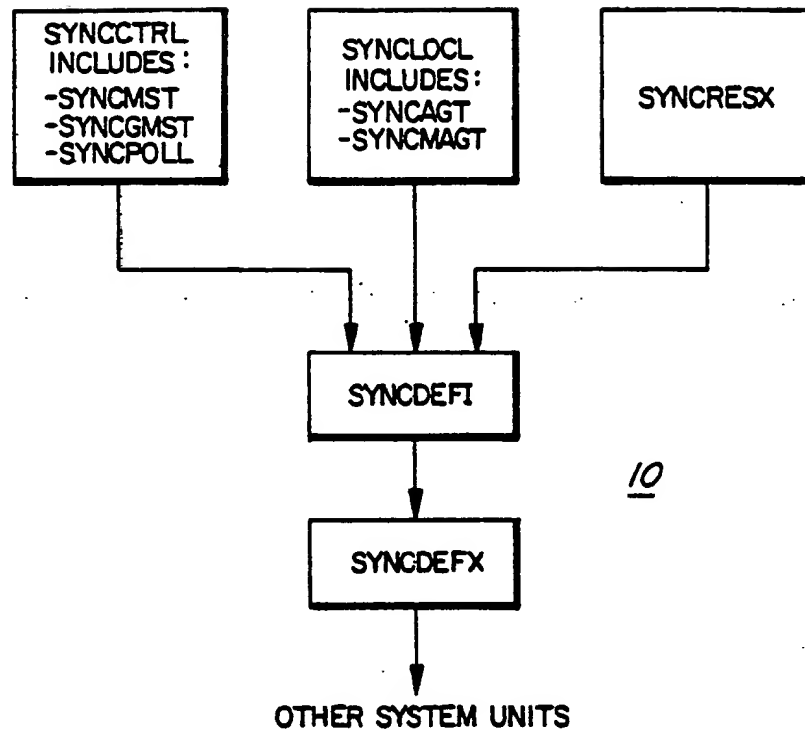 SYNCCTRL
INCLUDES:
-SYNCMST
-SYNCGMST
-SYNCPOLL
SYNCLOCL
INCLUDES:
-SYNCAGT
-SYNCMAGT
SYNCRESX
SYNCDEFI
10
SYNCDEFX
OTHER SYSTEM UNITS